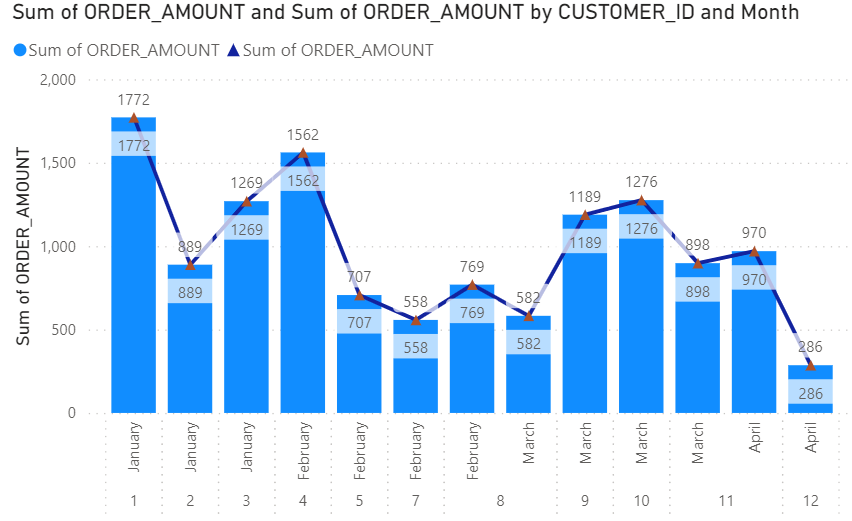 Sum of ORDER_AMOUNT and Sum of ORDER_AMOUNT by CUSTOMER_ID and Month
Sum of ORDER_AMOUNT Sum of ORDER_AMOUNT
Sum of ORDER_AMOUNT
2,000
1,500
1,000
500
0
1772 889 1269 1562 707 558 769 582 1189 1276 898 970 286
1772 889 1269 1562 707 558 769 582 1189 1276 898 970 286
January January January February February February February March March March March April April
1 2 3 4 5 7 8 9 10 11 12